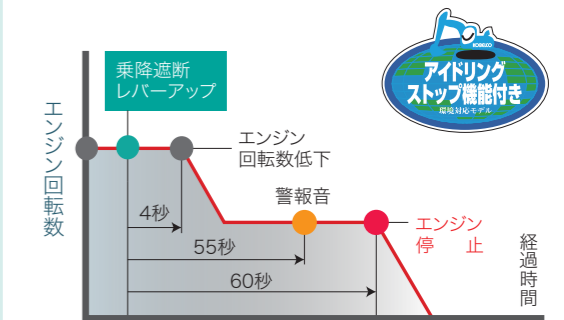 乗降遮断
レバーアップ
KOBELCO
アイドリング
ストップ機能付き
環境対応モデル
エンジン回転数
エンジン
回転数低下
警報音
4秒
55秒
60秒
エンジン
停　止
経過時間